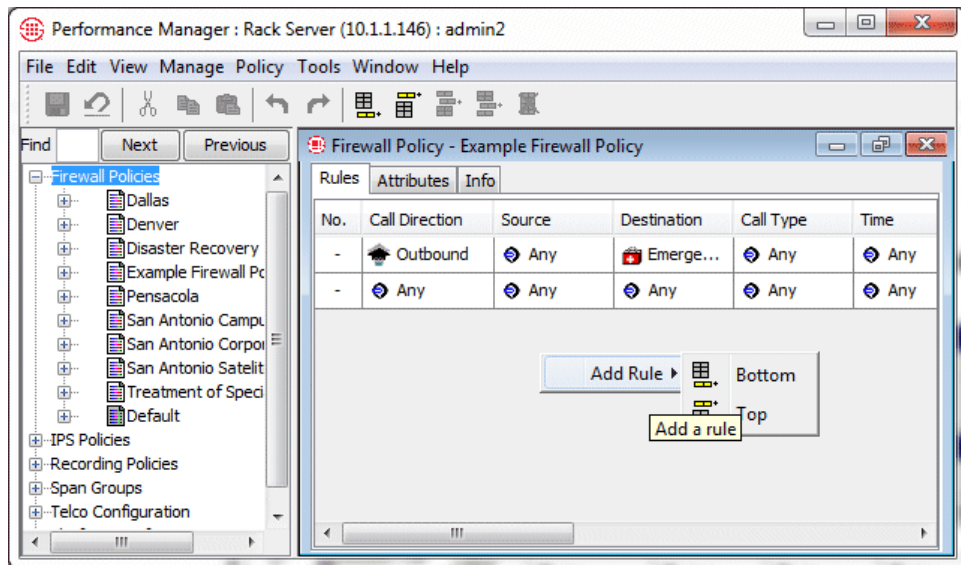 Performance Manager : Rack Server (10.1.1.146) : admin2
File Edit View Manage Policy Tools Window Help
Find Next Previous
Firewall Policies
Dallas
Denver
Disaster Recovery
Example Firewall Po
Pensacola
San Antonio Campu
San Antonio Corpor
San Antonio Satelit
Treatment of Speci
Default
IPS Policies
Recording Policies
Span Groups
Telco Configuration
Firewall Policy - Example Firewall Policy
Rules Attributes Info
No. Call Direction Source Destination Call Type Time
- Outbound Any Emerge... Any Any
- Any Any Any Any Any
Add Rule Bottom
Top
Add a rule